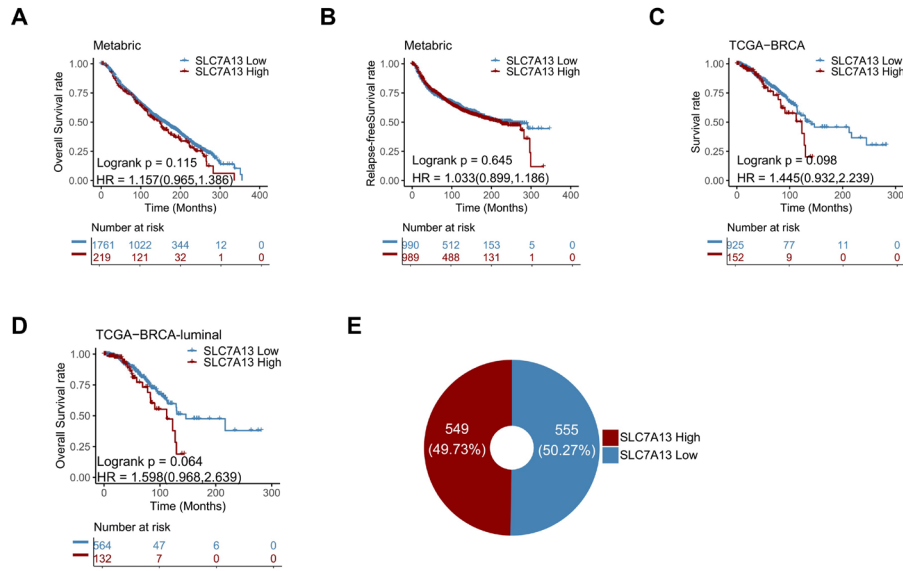 A
Metabric
SLC7A13 Low
SLC7A13 High
Overall Survival rate
1.00
0.75
0.50
0.25
0.00
Logrank p = 0.115
HR = 1.157(0.965,1.386)
0 100 200 300 400
Time (Months)
Number at risk
1761 1022 344 12 0
219 121 32 1 0
B
Metabric
SLC7A13 Low
SLC7A13 High
Relapse-freeSurvival rate
1.00
0.75
0.50
0.25
0.00
Logrank p = 0.645
HR = 1.033(0.899,1.186)
0 100 200 300 400
Time (Months)
Number at risk
990 512 153 5 0
989 488 131 1 0
C
TCGA-BRCA
SLC7A13 Low
SLC7A13 High
Survival rate
1.00
0.75
0.50
0.25
0.00
Logrank p = 0.098
HR = 1.445(0.932,2.239)
0 100 200 300
Time (Months)
Number at risk
925 77 11 0
152 9 0 0
D
TCGA-BRCA-luminal
SLC7A13 Low
SLC7A13 High
Overall Survival rate
1.00
0.75
0.50
0.25
0.00
Logrank p = 0.064
HR = 1.598(0.968,2.639)
0 100 200 300
Time (Months)
Number at risk
564 47 6 0
132 7 0 0
E
549
(49.73%)
555
(50.27%)
SLC7A13 High
SLC7A13 Low